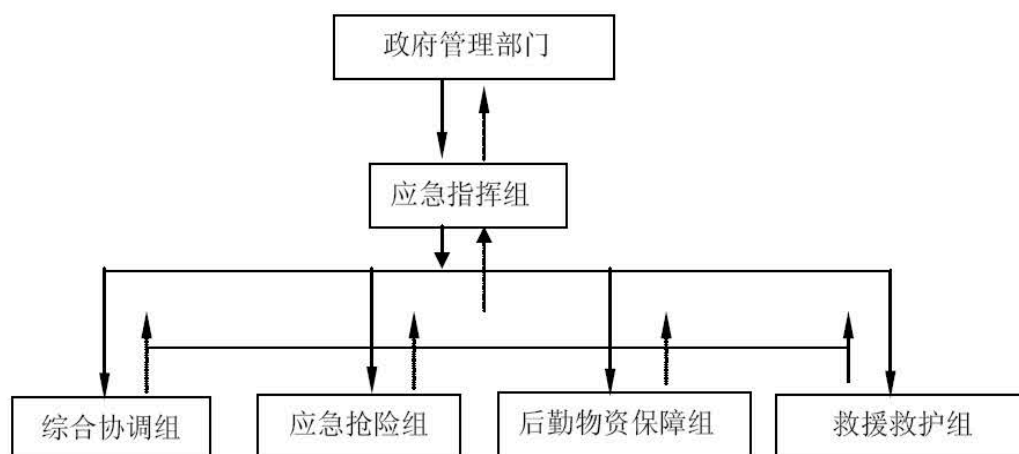 政府管理部门
应急指挥组
综合协调组
应急抢险组
后勤物资保障组
救援救护组